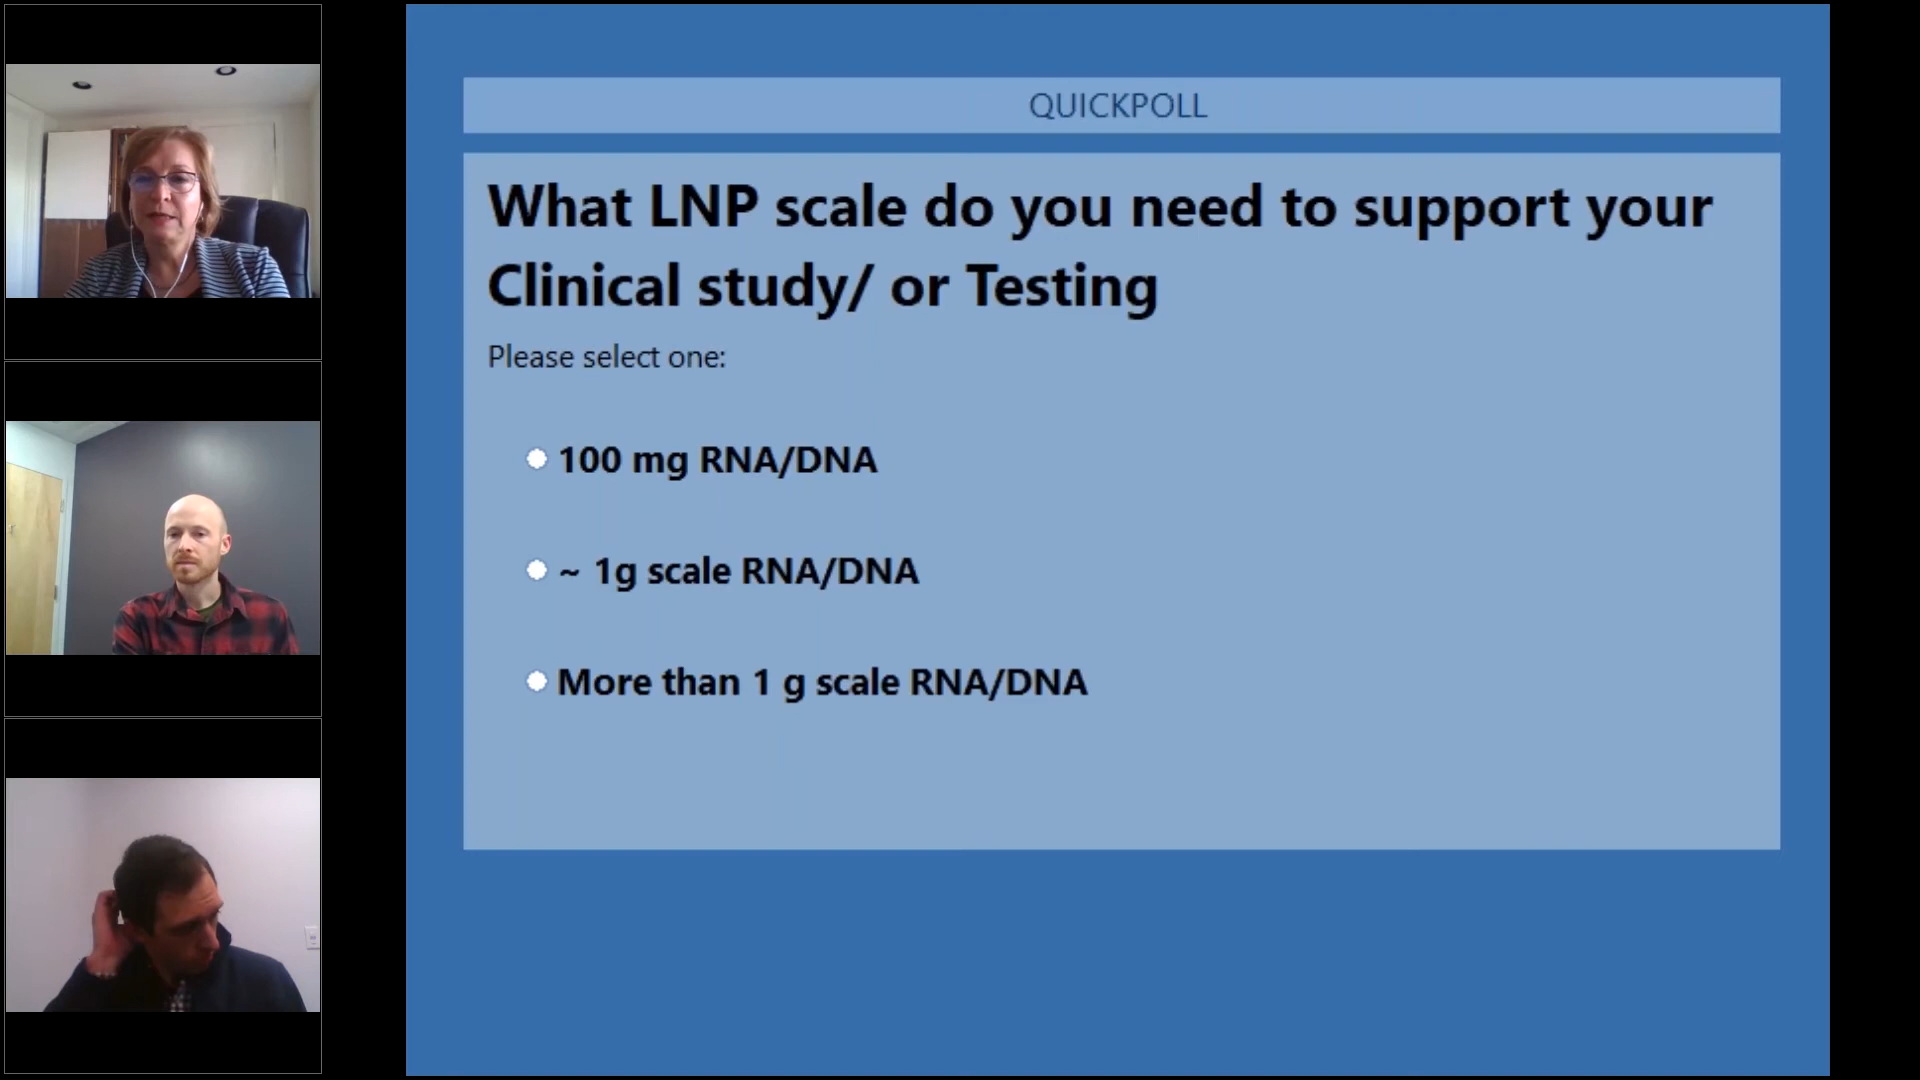 QUICKPOLL
What LNP scale do you need to support your
Clinical study/ or Testing
Please select one:
100 mg RNA/DNA
~ 1g scale RNA/DNA
More than 1 g scale RNA/DNA